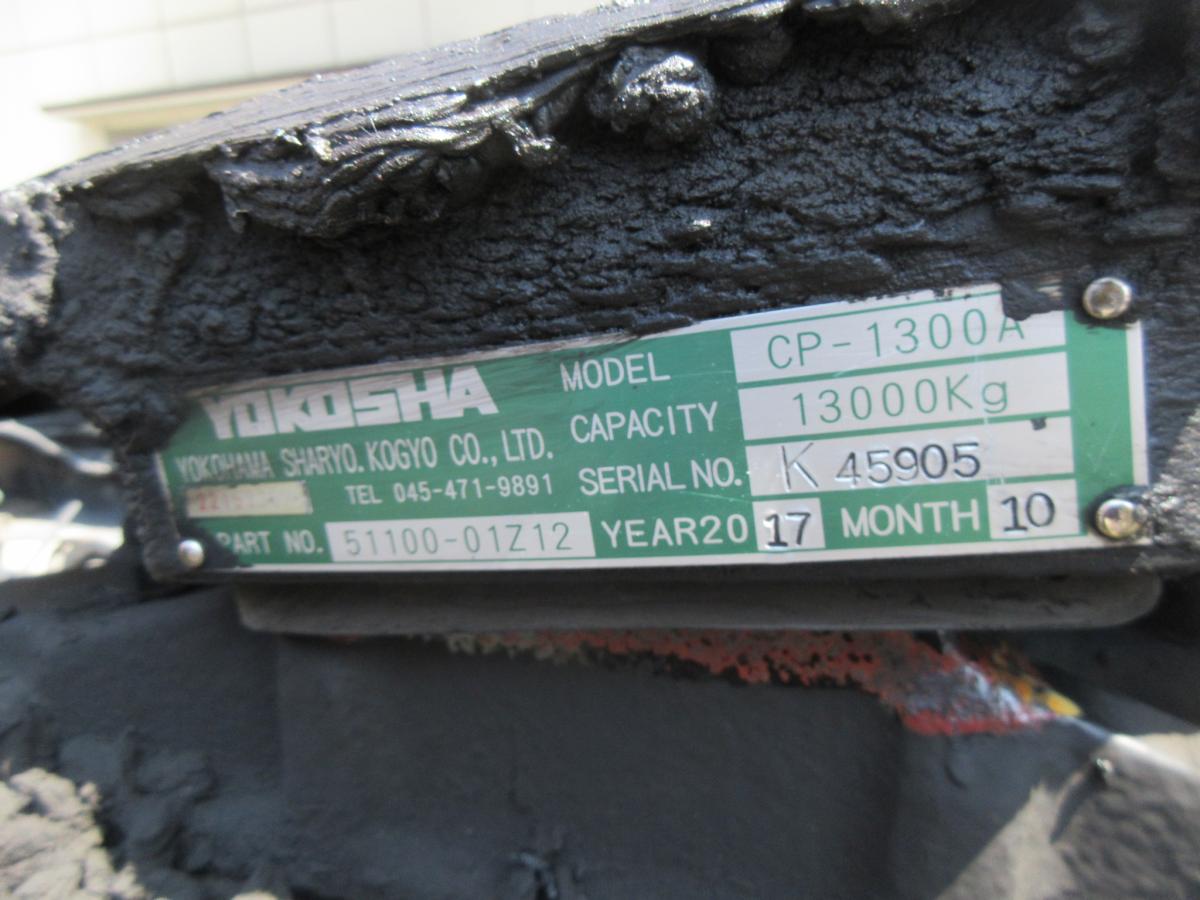 YOKOSHA
YOKOHAMA SHARYO.KOGYO CO.,LTD.
TEL 045-471-9891
MODEL CP-1300A
CAPACITY 13000Kg
SERIAL NO. K 45905
PART NO. 51100-01Z12 YEAR20 17 MONTH 10